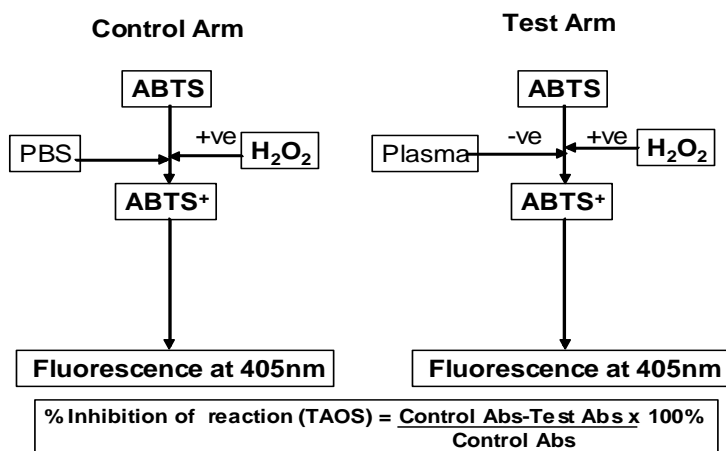 Control Arm
ABTS
PBS
+ve
H₂O₂
ABTS⁺
Fluorescence at 405nm
Test Arm
ABTS
Plasma
-ve
+ve
H₂O₂
ABTS⁺
Fluorescence at 405nm
% Inhibition of reaction (TAOS) = Control Abs-Test Abs x 100%
Control Abs